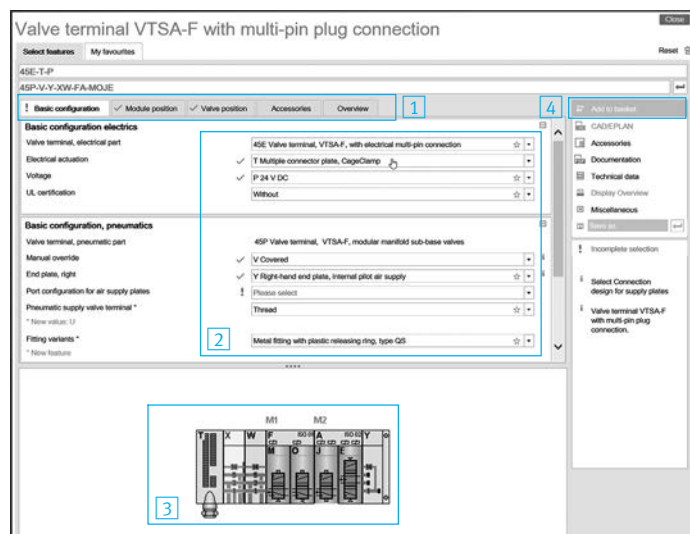 Close
Valve terminal VTSA-F with multi-pin plug connection
Select features My favourites Reset
45E-T-P
45P-V-Y-XW-FA-MOJE
! Basic configuration ✓ Module position ✓ Valve position Accessories Overview 1
4 Add to basket
Basic configuration electrics
Valve terminal, electrical part 45E Valve terminal, VTSA-F, with electrical multi-pin connection
Electrical actuation ✓ T Multiple connector plate, CageClamp
Voltage ✓ P 24 V DC
UL certification Without
CAD/EPLAN
Accessories
Documentation
Technical data
Display Overview
Miscellaneous
Save as
Basic configuration, pneumatics
Valve terminal, pneumatic part 45P Valve terminal, VTSA-F, modular manifold sub-base valves
Manual override ✓ V Covered i
End plate, right ✓ Y Right-hand end plate, internal pilot air supply i
Port configuration for air supply plates ! Please select
Pneumatic supply valve terminal * Thread
* New value: U
Fitting variants * Metal fitting with plastic releasing ring, type QS
* New feature
2
! Incomplete selection
i Select Connection
design for supply plates
i Valve terminal VTSA-F
with multi-pin plug
connection.
M1 M2
T X W F ISO 02 A ISO 02 Y
M O J E
3